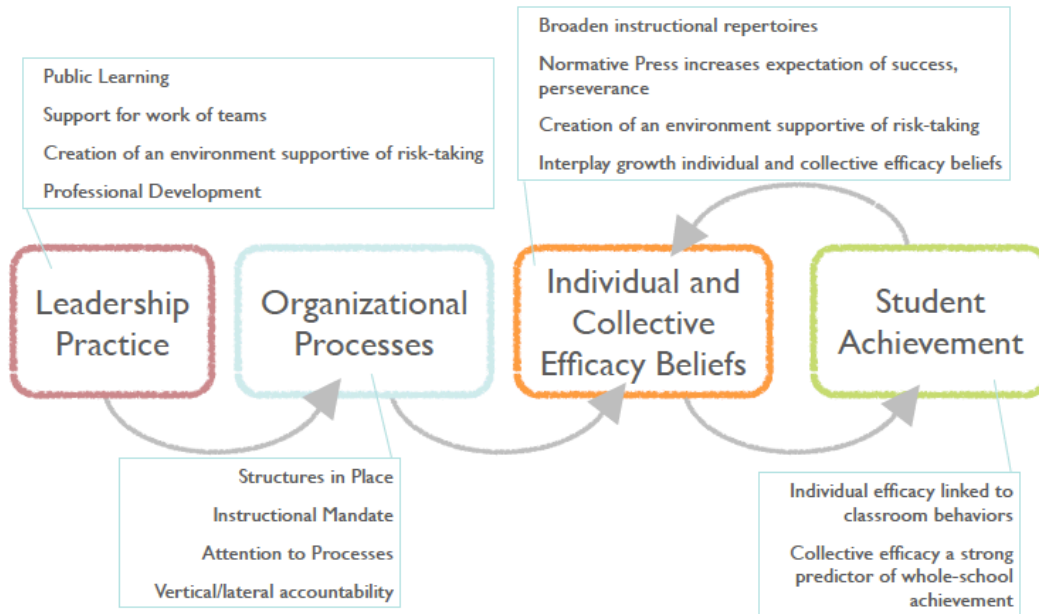 Broaden instructional repertoires
Normative Press increases expectation of success,
perseverance
Creation of an environment supportive of risk-taking
Interplay growth individual and collective efficacy beliefs
Public Learning
Support for work of teams
Creation of an environment supportive of risk-taking
Professional Development
Leadership
Practice
Organizational
Processes
Individual and
Collective
Efficacy Beliefs
Student
Achievement
Structures in Place
Instructional Mandate
Attention to Processes
Vertical/lateral accountability
Individual efficacy linked to
classroom behaviors
Collective efficacy a strong
predictor of whole-school
achievement